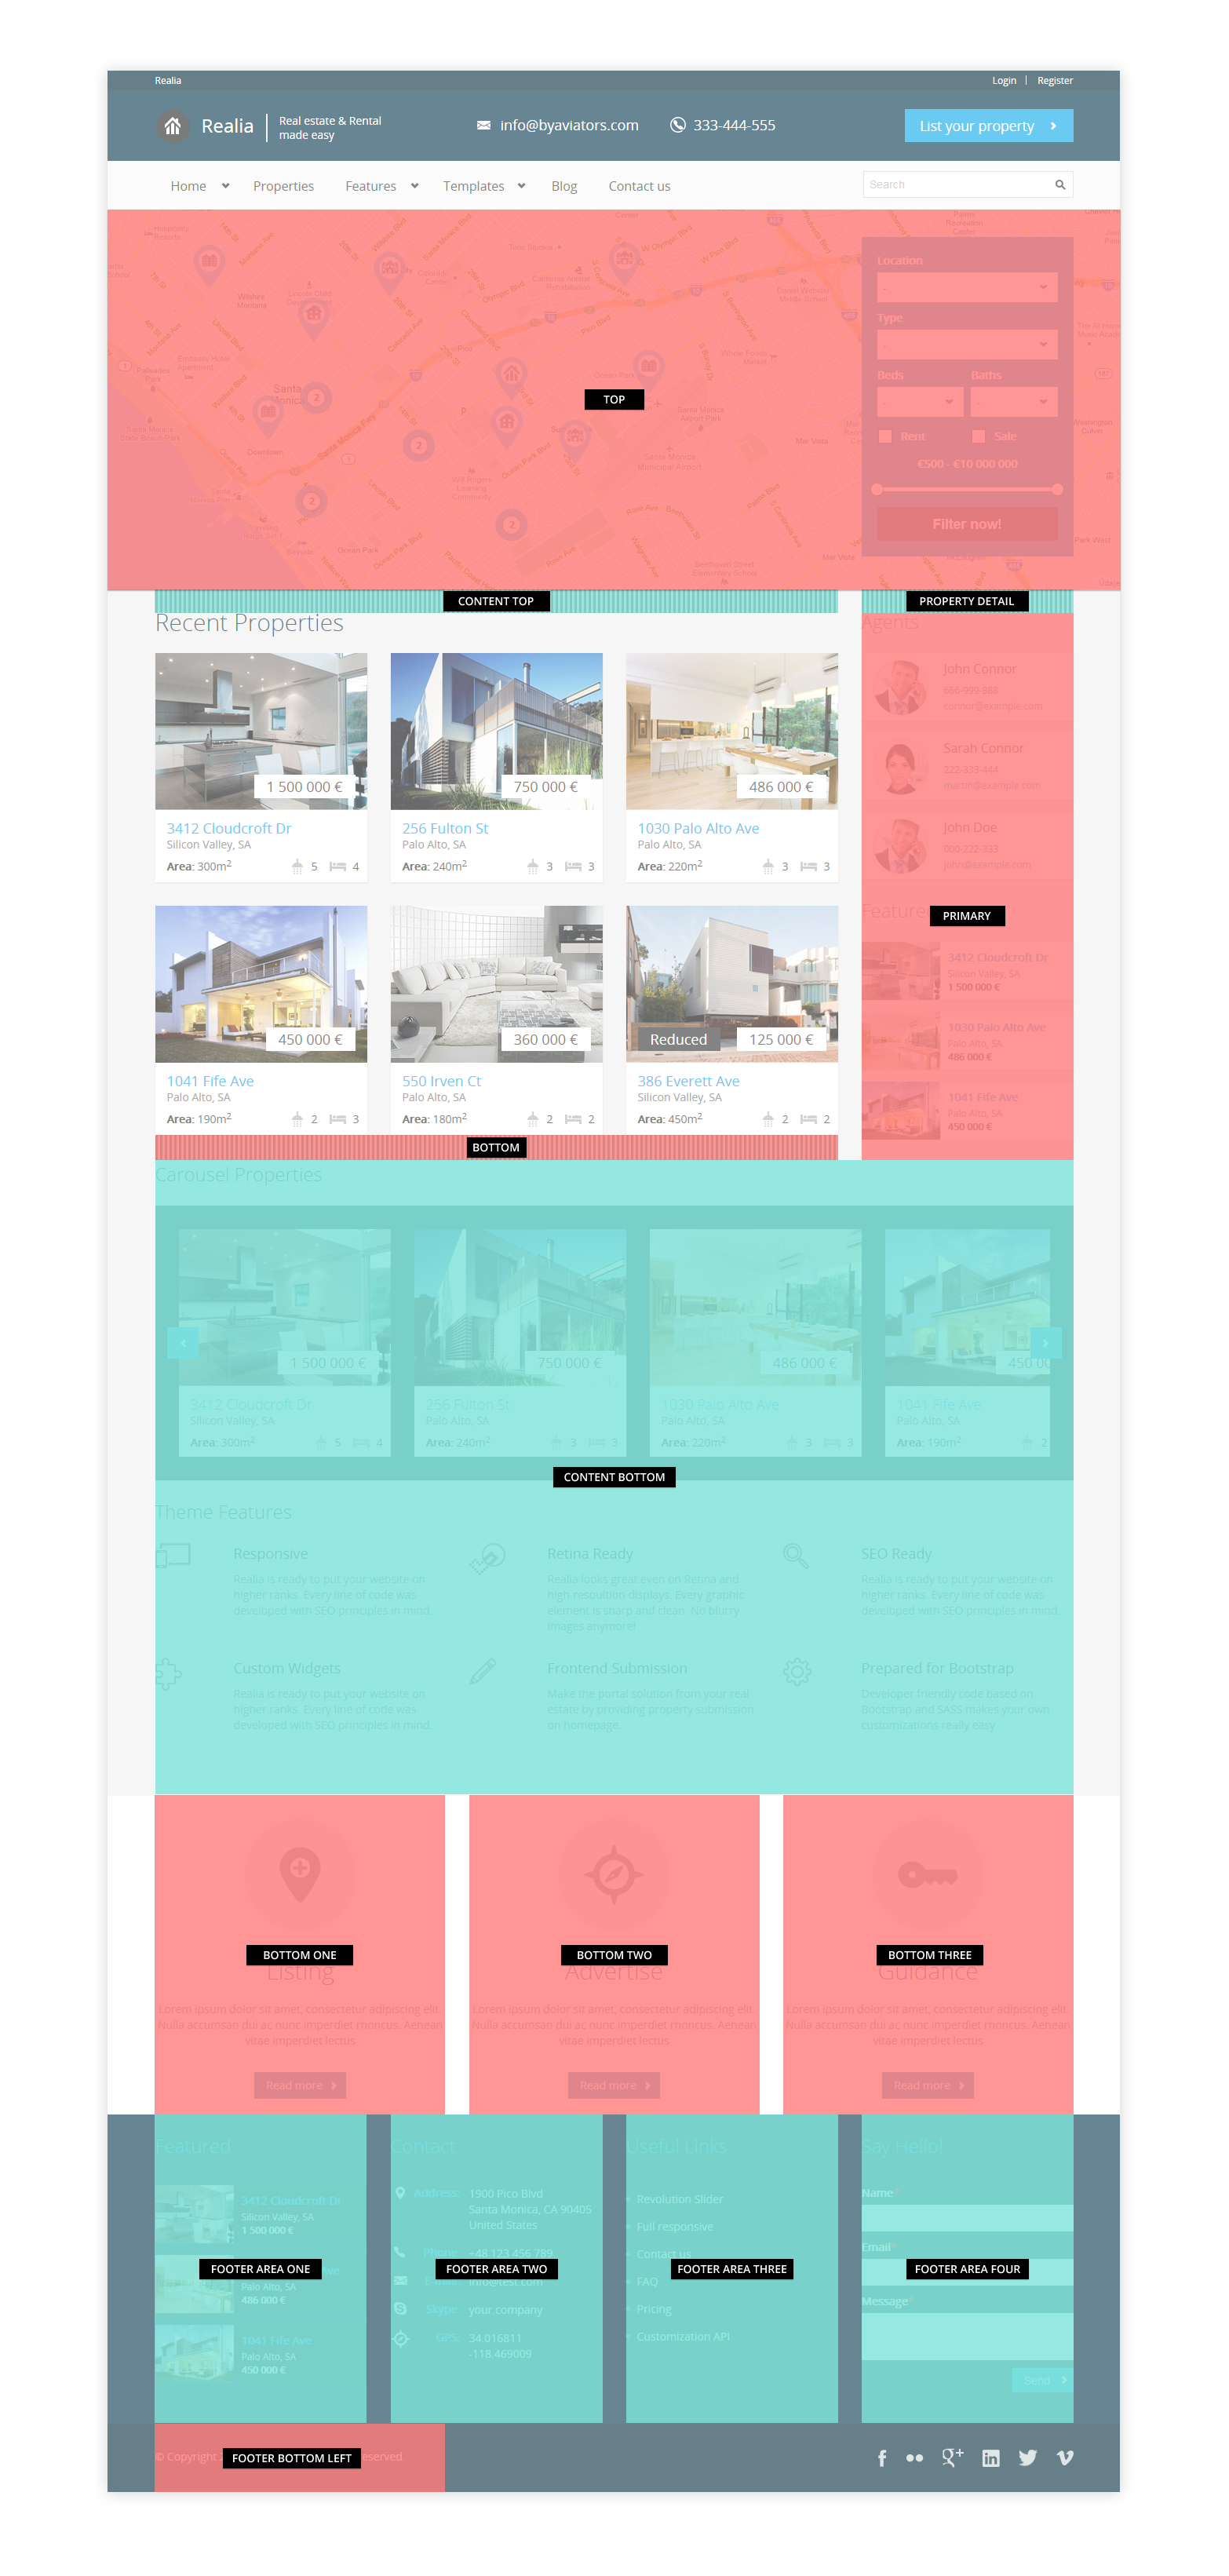 Realia
Login | Register
Realia
Real estate & Rental
made easy
info@byaviators.com
333-444-555
List your property
Home
Properties
Features
Templates
Blog
Contact us
Search
Location
Type
Beds
Baths
Rent
Sale
€500 - €10 000 000
Filter now!
TOP
Santa
2
2
2
2
CONTENT TOP
PROPERTY DETAIL
Recent Properties
1 500 000 €
3412 Cloudcroft Dr
Silicon Valley, SA
Area: 300m2 5 4
750 000 €
256 Fulton St
Palo Alto, SA
Area: 240m2 3 3
486 000 €
1030 Palo Alto Ave
Palo Alto, SA
Area: 220m2 3 3
450 000 €
1041 Fife Ave
Palo Alto, SA
Area: 190m2 2 3
360 000 €
550 Irven Ct
Palo Alto, SA
Area: 180m2 2 2
Reduced
125 000 €
386 Everett Ave
Silicon Valley, SA
Area: 450m2 2 2
Agents
John Connor
666-999-888
connor@example.com
Sarah Connor
222-333-444
John Doe
000-222-333
john@example.com
PRIMARY
3412 Cloudcroft Dr
Silicon Valley, SA
1 500 000 €
1030 Palo Alto Ave
Palo Alto, SA
486 000 €
1041 Fife Ave
Palo Alto, SA
450 000 €
BOTTOM
Carousel Properties
1 500 000 €
3412 Cloudcroft Dr
Silicon Valley, SA
Area: 300m2 5 4
750 000 €
256 Fulton St
Palo Alto, SA
Area: 240m2 3 3
486 000 €
1030 Palo Alto Ave
Palo Alto, SA
Area: 220m2 3 3
1041 Fife Ave
Palo Alto, SA
Area: 190m2 2
CONTENT BOTTOM
Theme Features
Responsive
Realia is ready to put your website on
higher ranks. Every line of code was
developed with SEO principles in mind.
Retina Ready
Realia looks great even on Retina and
high-resoultion displays. Every graphic
element is sharp and clean. No blurry
images anymore!
SEO Ready
Realia is ready to put your website on
higher ranks. Every line of code was
developed with SEO principles in mind.
Custom Widgets
Realia is ready to put your website on
higher ranks. Every line of code was
developed with SEO principles in mind.
Frontend Submission
Make the portal solution from your real
estate by providing property submission
on homepage.
Prepared for Bootstrap
Developer friendly code based on
Bootstrap and SASS makes your own
customizations really easy.
BOTTOM ONE
Listing
Lorem ipsum dolor sit amet, consectetur adipiscing elit.
Nulla accumsan dui ac nunc imperdiet rhoncus. Aenean
vitae imperdiet lectus
Read more
BOTTOM TWO
Advertise
Lorem ipsum dolor sit amet, consectetur adipiscing elit.
Nulla accumsan dui ac nunc imperdiet rhoncus. Aenean
vitae imperdiet lectus
Read more
BOTTOM THREE
Guidance
Lorem ipsum dolor sit amet, consectetur adipiscing elit.
Nulla accumsan dui ac nunc imperdiet rhoncus. Aenean
vitae imperdiet lectus
Read more
Featured
3412 Cloudcroft Dr
Silicon Valley, SA
1 500 000 €
FOOTER AREA ONE
Palo Alto, SA
486 000 €
1041 Fife Ave
Palo Alto, SA
450 000 €
Contact
Address: 1900 Pico Blvd
Santa Monica, CA 90405
United States
Phone: +48 123 456 789
FOOTER AREA TWO
info@test.com
Skype: your.company
GPS: 34.016811
-118.469009
Useful Links
Revolution Slider
Full responsive
Contact us
FOOTER AREA THREE
FAQ
Pricing
Customization API
Say Hello!
Name*
Email
FOOTER AREA FOUR
Message*
Send
© Copyright
FOOTER BOTTOM LEFT